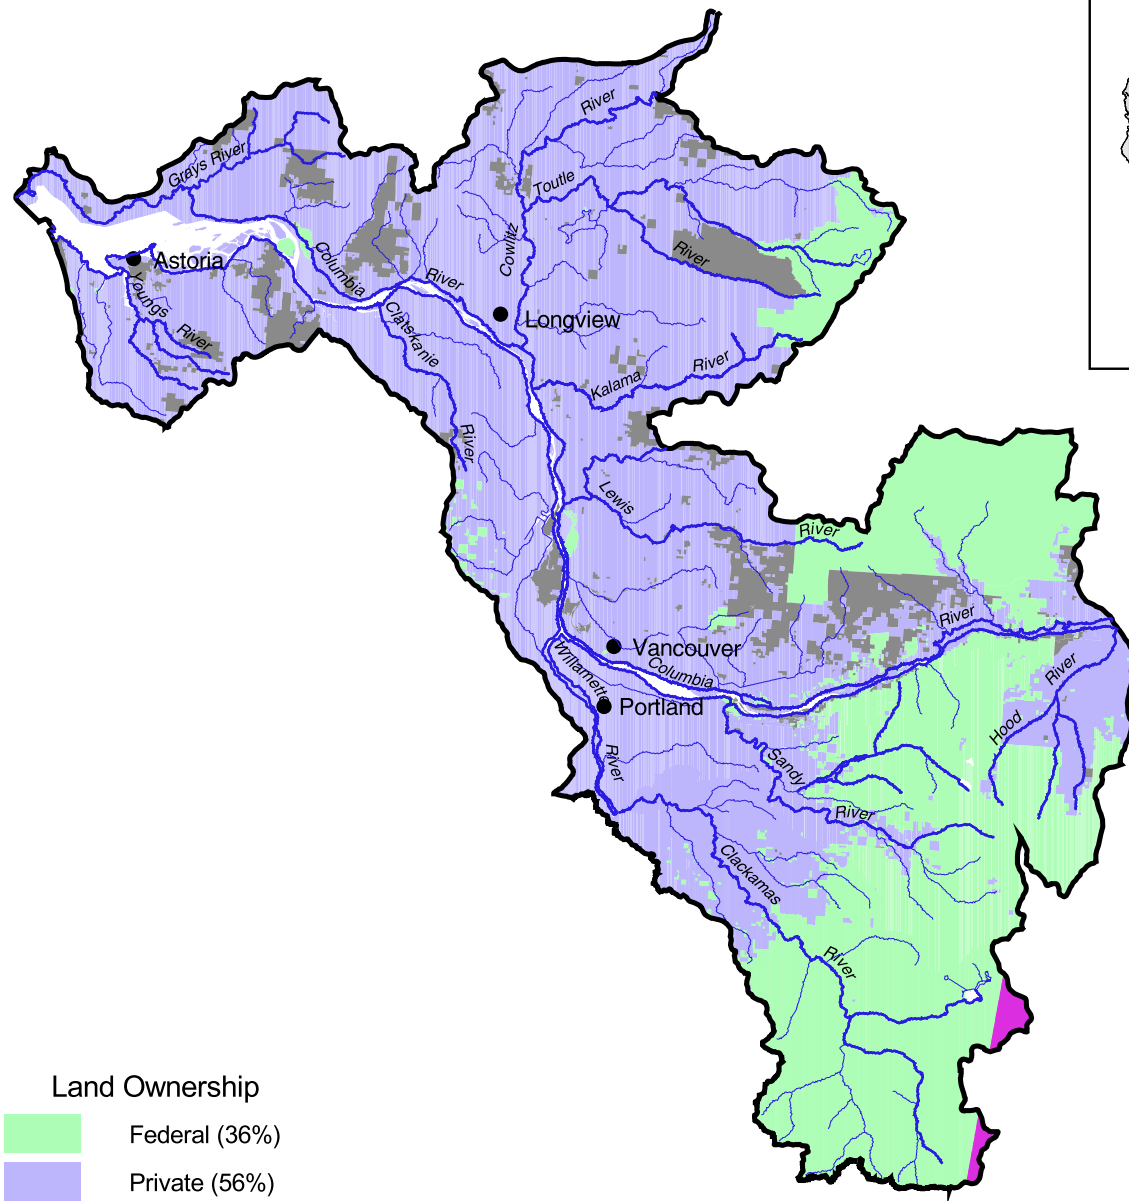 River
Grays River
Toutle
Cowlitz
River
Astoria
Columbia
River
Youngs
River
Longview
Clatskanie
River
Kalama
River
Lewis
River
River
Vancouver
Columbia
Willamette
Portland
River
River
Hood
Sandy
River
Clackamas
River
Land Ownership
Federal (36%)
Private (56%)